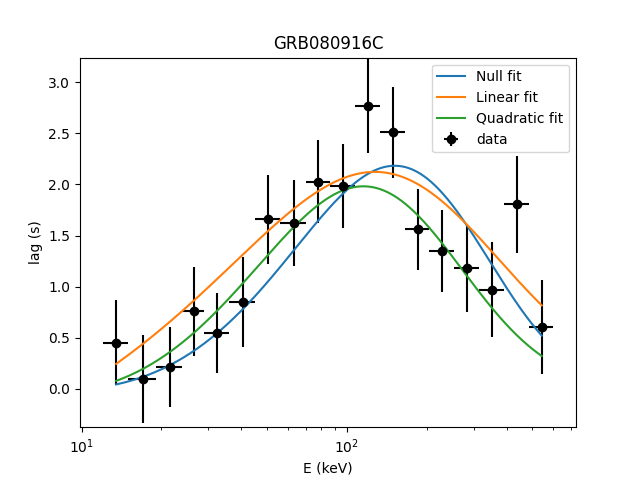 GRB080916C
Null fit
Linear fit
Quadratic fit
data
lag (s)
3.0
2.5
2.0
1.5
1.0
0.5
0.0
10¹
10²
E (keV)